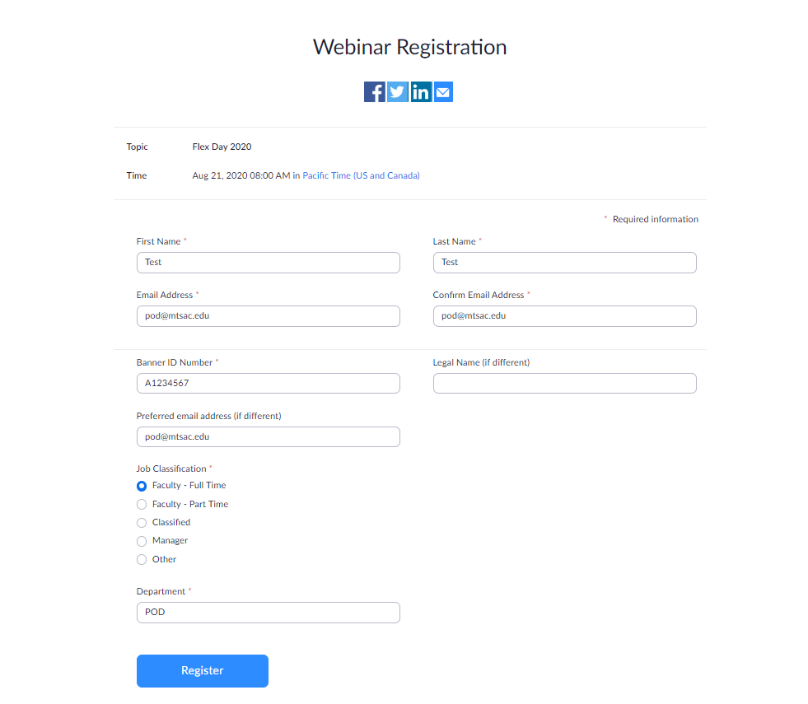 Webinar Registration
f in
Topic Flex Day 2020
Time Aug 21, 2020 08:00 AM in Pacific Time (US and Canada)
* Required information
First Name * Last Name *
Test Test
Email Address * Confirm Email Address *
pod@mtsac.edu pod@mtsac.edu
Banner ID Number * Legal Name (if different)
A1234567
Preferred email address (if different)
pod@mtsac.edu
Job Classification *
Faculty - Full Time
Faculty - Part Time
Classified
Manager
Other
Department *
POD
Register